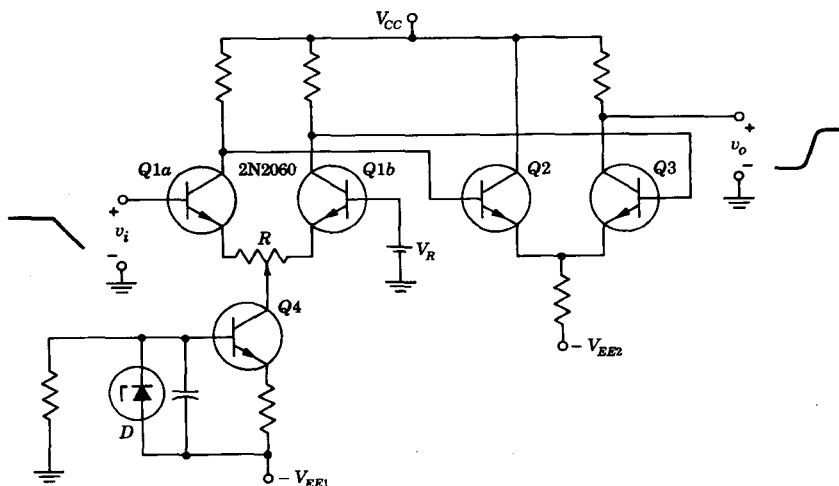 V_CC
Q1a
2N2060
Q1b
Q2
Q3
+
v_o
-
+
v_i
-
R
V_R
Q4
- V_EE2
D
- V_EE1